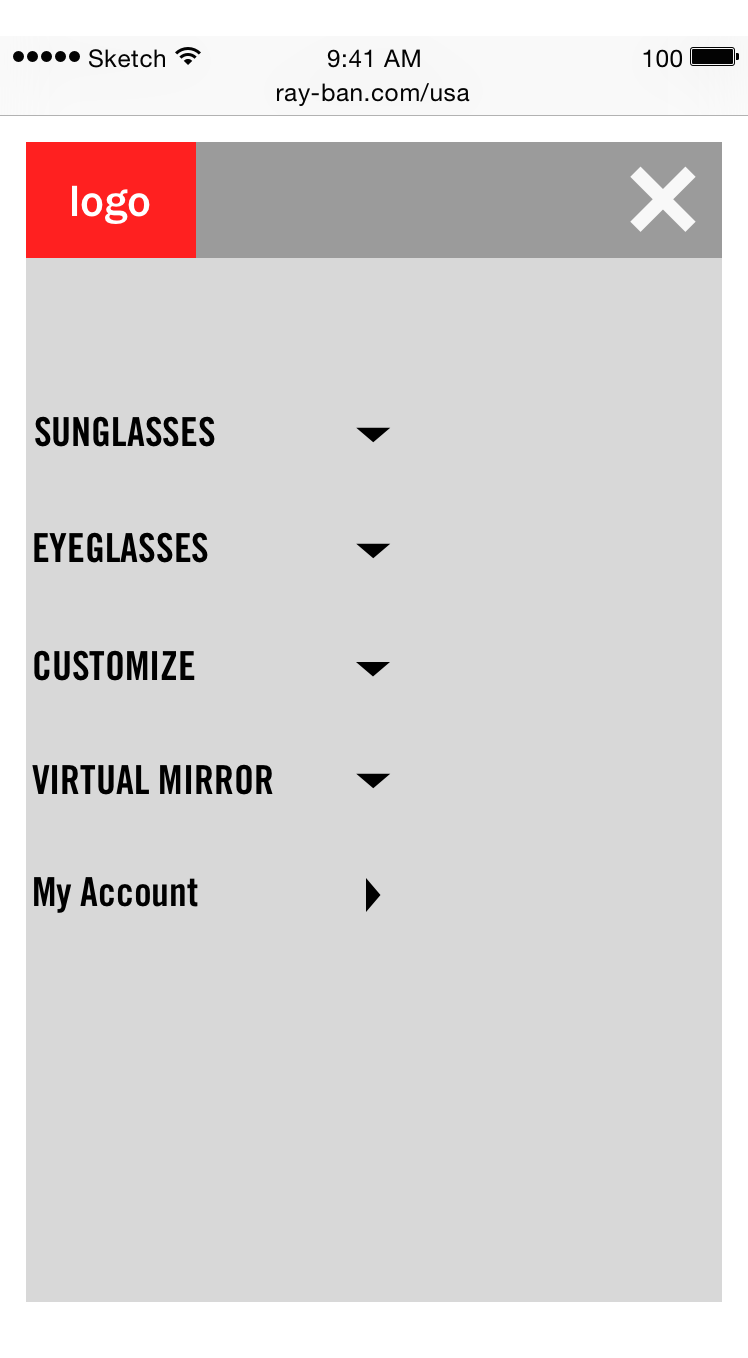 Sketch 9:41 AM 100
ray-ban.com/usa
logo
SUNGLASSES
EYEGLASSES
CUSTOMIZE
VIRTUAL MIRROR
My Account